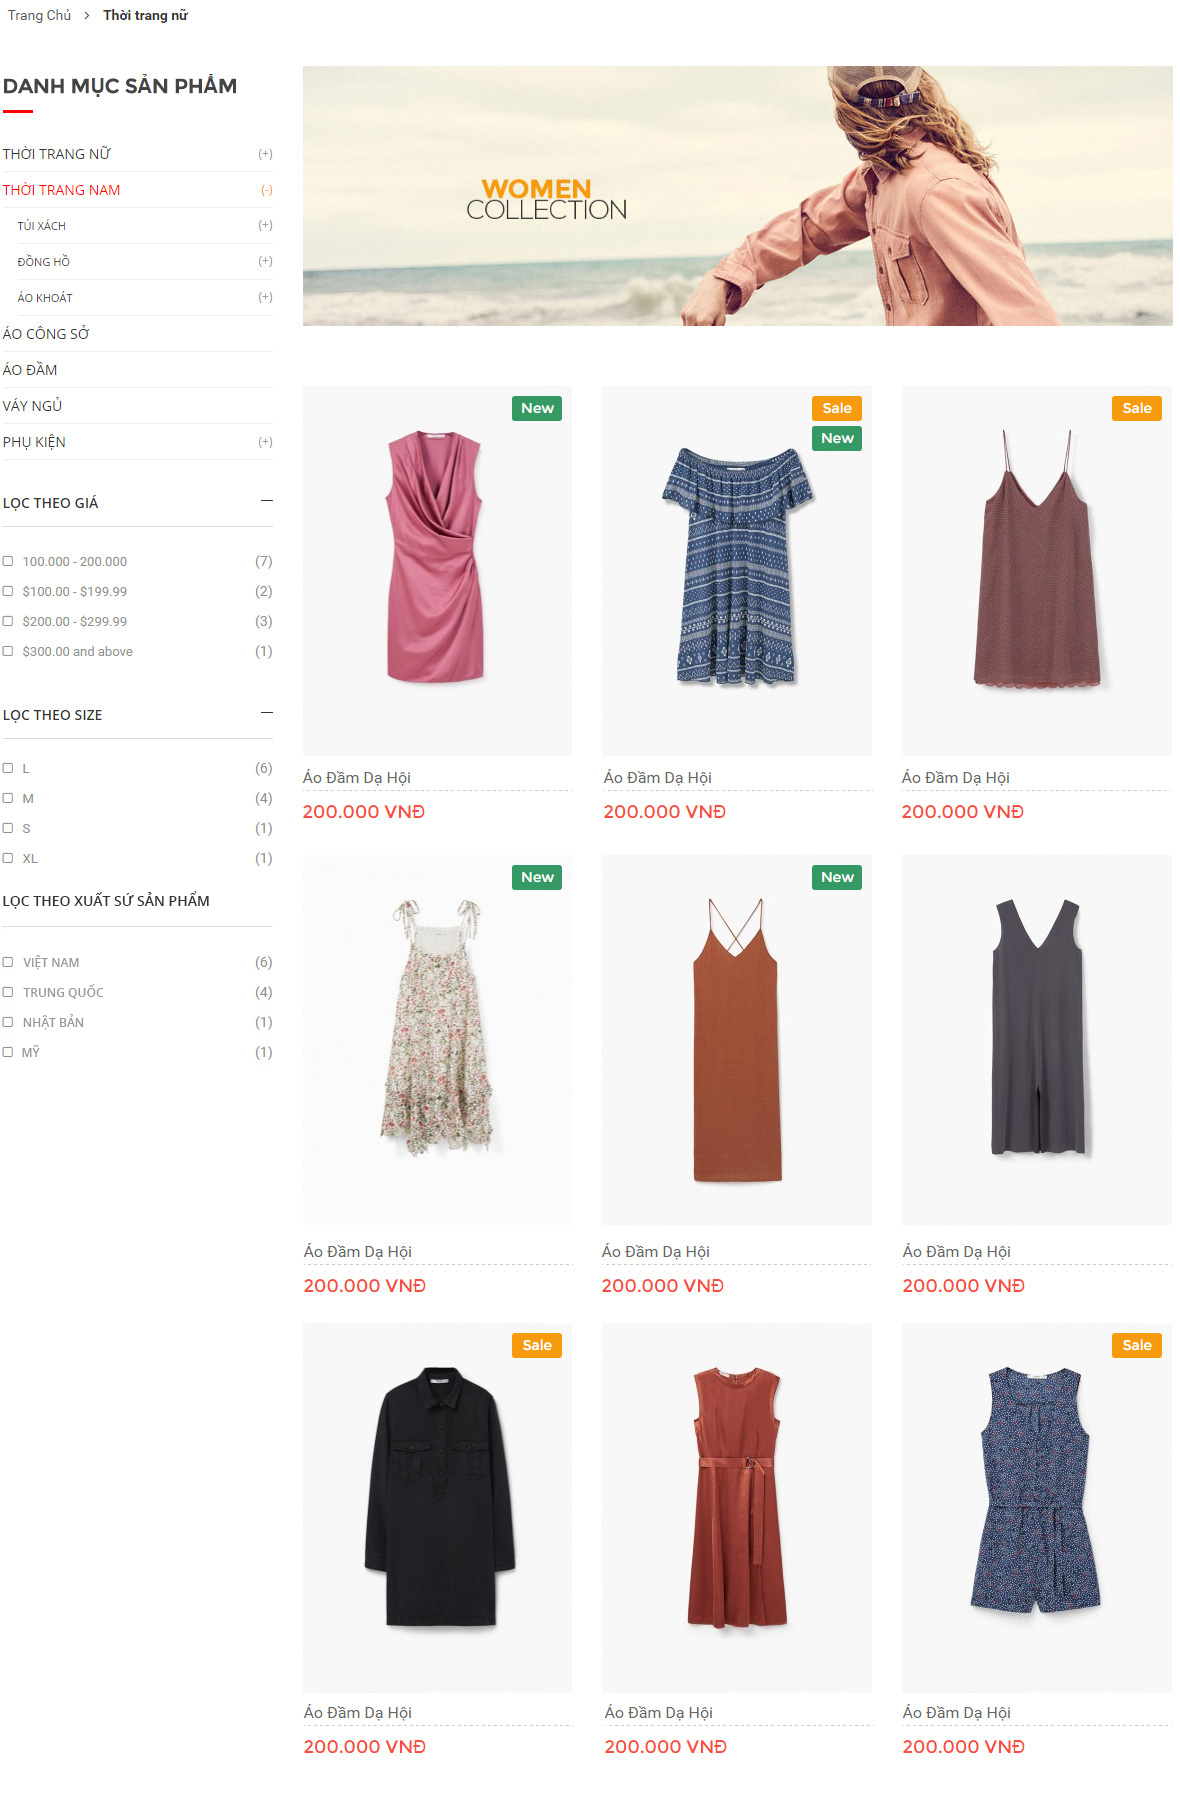 Trang Chủ > Thời trang nữ
DANH MỤC SẢN PHẨM
THỜI TRANG NỮ (+)
THỜI TRANG NAM (-)
TÚI XÁCH (+)
ĐỒNG HỒ (+)
ÁO KHOÁT (+)
ÁO CÔNG SỞ
ÁO ĐẦM
VÁY NGỦ
PHỤ KIỆN (+)
LỌC THEO GIÁ
100.000 - 200.000 (7)
$100.00 - $199.99 (2)
$200.00 - $299.99 (3)
$300.00 and above (1)
LỌC THEO SIZE
L (6)
M (4)
S (1)
XL (1)
LỌC THEO XUẤT SỨ SẢN PHẨM
VIỆT NAM (6)
TRUNG QUỐC (4)
NHẬT BẢN (1)
MỸ (1)
WOMEN
COLLECTION
New
Sale
New
Sale
Áo Đầm Dạ Hội
Áo Đầm Dạ Hội
Áo Đầm Dạ Hội
200.000 VNĐ
200.000 VNĐ
200.000 VNĐ
New
New
Áo Đầm Dạ Hội
Áo Đầm Dạ Hội
Áo Đầm Dạ Hội
200.000 VNĐ
200.000 VNĐ
200.000 VNĐ
Sale
Sale
Áo Đầm Dạ Hội
Áo Đầm Dạ Hội
Áo Đầm Dạ Hội
200.000 VNĐ
200.000 VNĐ
200.000 VNĐ